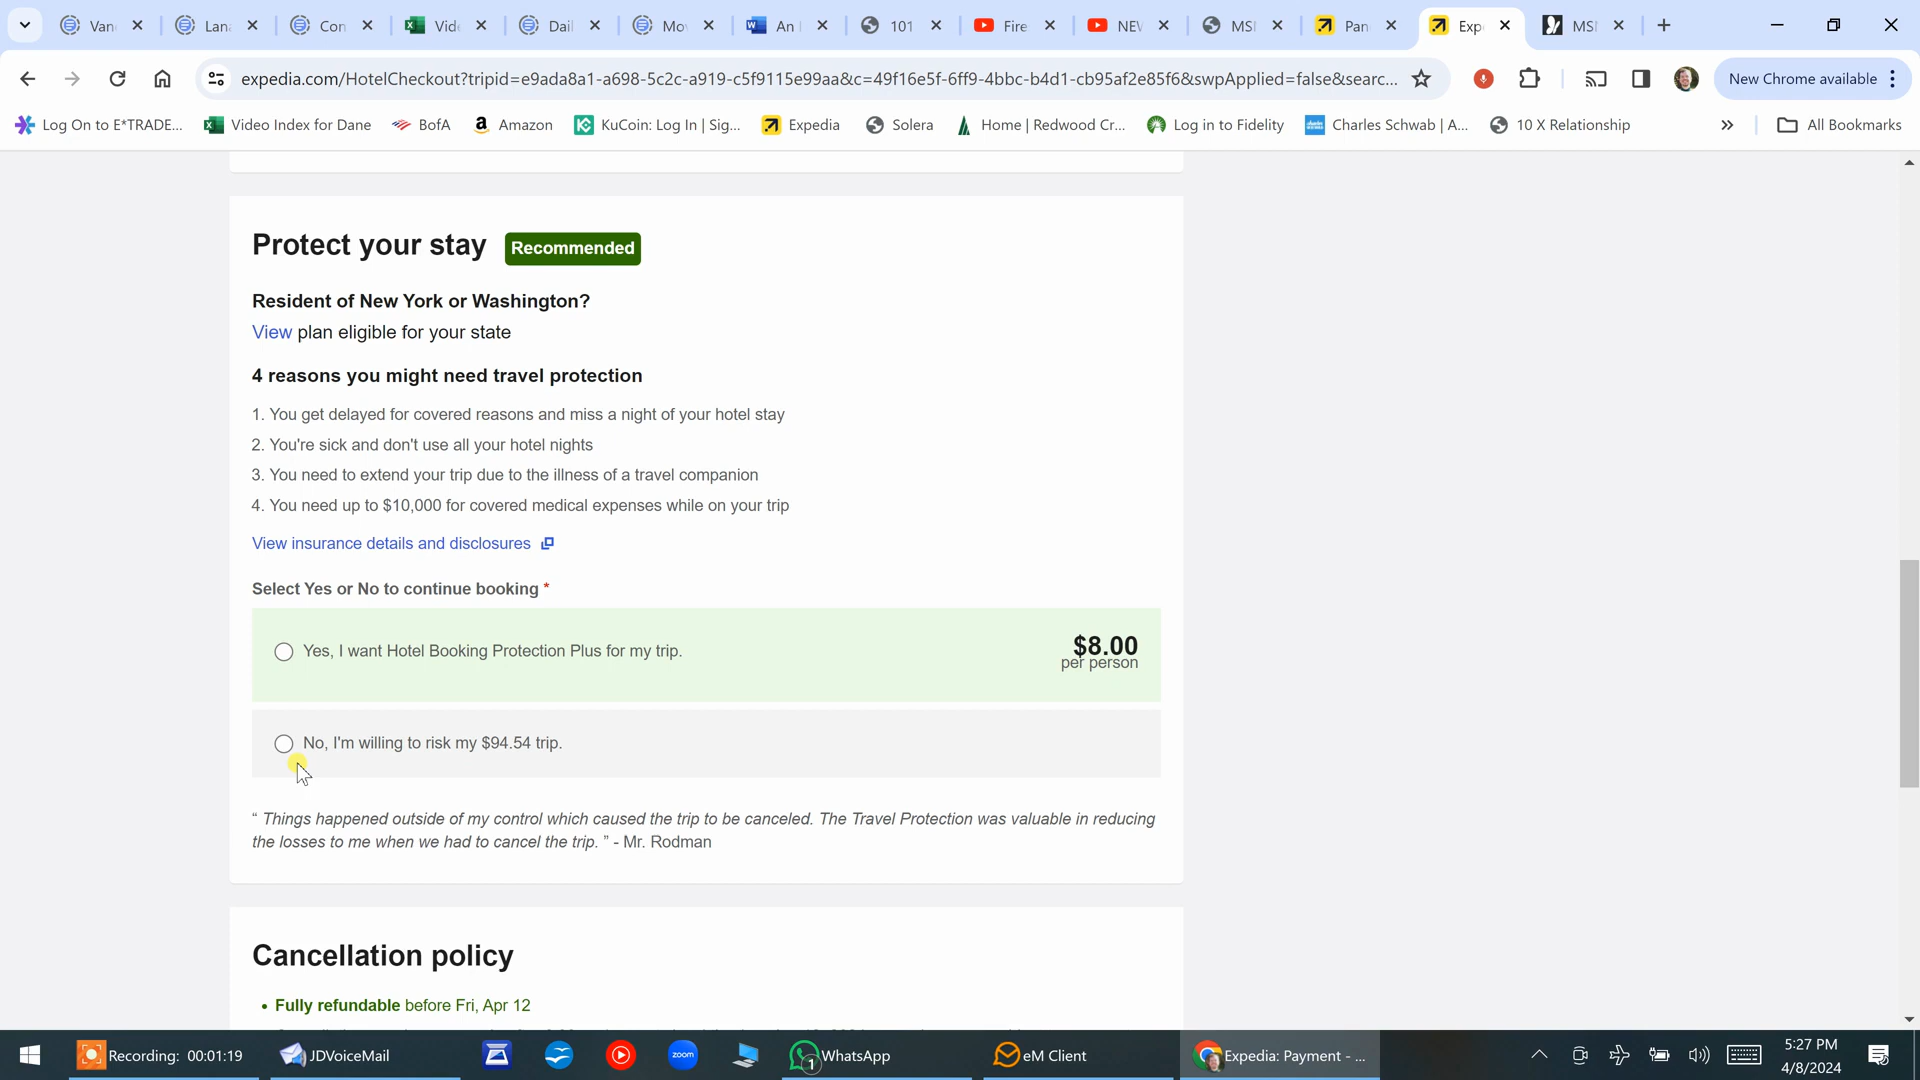 Van
Lan
Con
Vid
Dail
Mov
An
101
Fire
NEW
MSI
Pan
Exp
MSI
expedia.com/HotelCheckout?tripid=e9ada8a1-a698-5c2c-a919-c5f9115e99aa&c=49f16e5f-6ff9-4bbc-b4d1-cb95af2e85f6&swpApplied=false&searc...
New Chrome available
Log On to E*TRADE...
Video Index for Dane
BofA
Amazon
KuCoin: Log In | Sig...
Expedia
Solera
Home | Redwood Cr...
Log in to Fidelity
Charles Schwab | A...
10 X Relationship
All Bookmarks
Protect your stay Recommended
Resident of New York or Washington?
View plan eligible for your state
4 reasons you might need travel protection
1. You get delayed for covered reasons and miss a night of your hotel stay
2. You're sick and don't use all your hotel nights
3. You need to extend your trip due to the illness of a travel companion
4. You need up to $10,000 for covered medical expenses while on your trip
View insurance details and disclosures
Select Yes or No to continue booking *
Yes, I want Hotel Booking Protection Plus for my trip.
$8.00
per person
No, I'm willing to risk my $94.54 trip.
“ Things happened outside of my control which caused the trip to be canceled. The Travel Protection was valuable in reducing
the losses to me when we had to cancel the trip. ” - Mr. Rodman
Cancellation policy
• Fully refundable before Fri, Apr 12
Recording: 00:01:19
JDVoiceMail
zoom
1
WhatsApp
eM Client
Expedia: Payment - ...
5:27 PM
4/8/2024